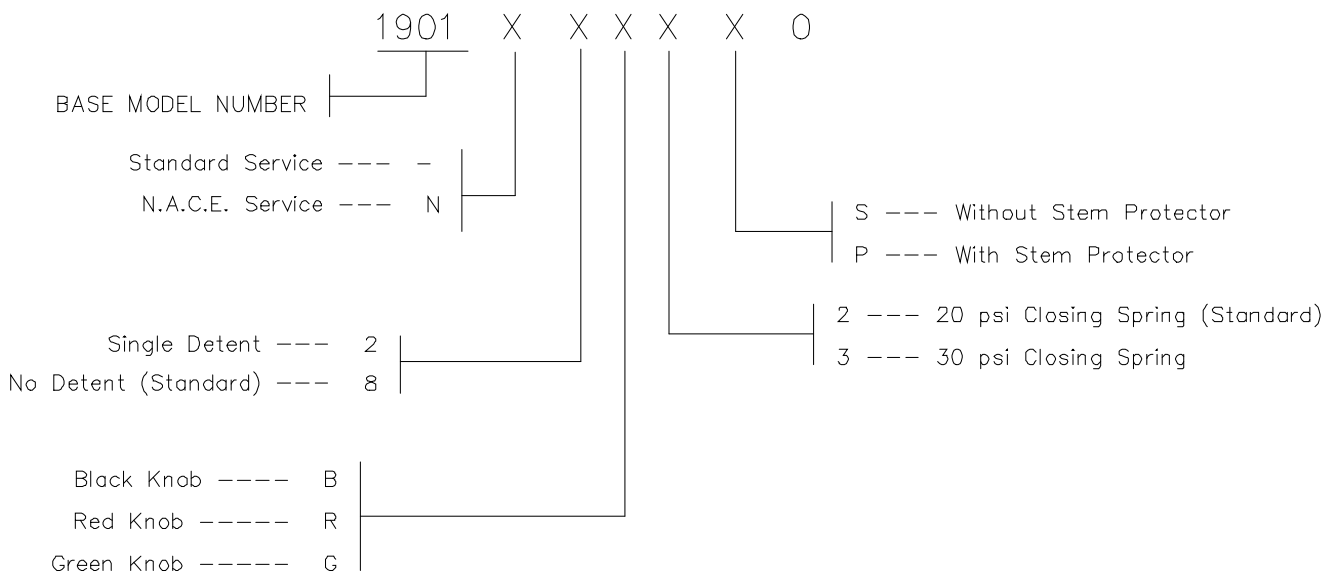 1901 X X X X X 0
BASE MODEL NUMBER
Standard Service --- -
N.A.C.E. Service --- N
S --- Without Stem Protector
P --- With Stem Protector
2 --- 20 psi Closing Spring (Standard)
3 --- 30 psi Closing Spring
Single Detent --- 2
No Detent (Standard) --- 8
Black Knob ---- B
Red Knob ----- R
Green Knob ----- G